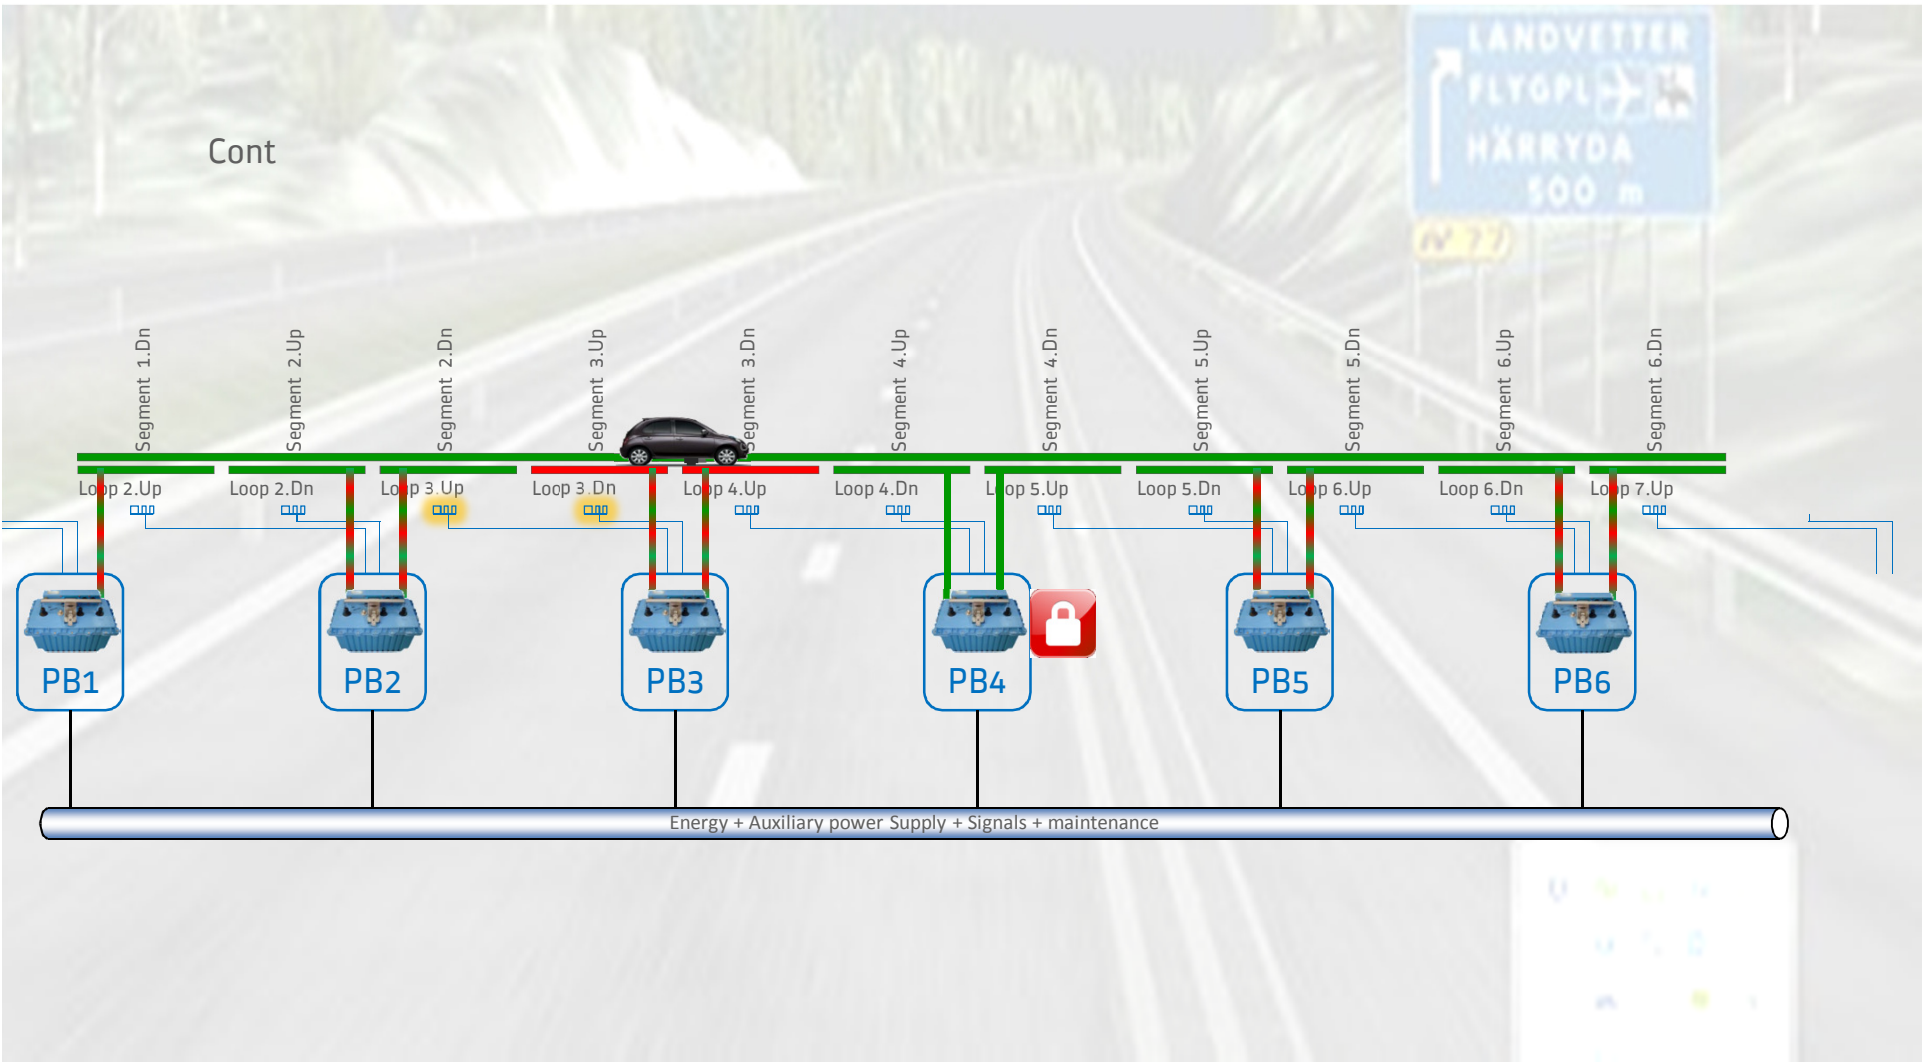 LANDVETTER
FLYGPL
HÄRRYDA
500 m
Cont
Segment 1.Dn
Segment 2.Up
Segment 2.Dn
Segment 3.Up
Segment 3.Dn
Segment 4.Up
Segment 4.Dn
Segment 5.Up
Segment 5.Dn
Segment 6.Up
Segment 6.Dn
Loop 2.Up
Loop 2.Dn
Loop 3.Up
Loop 3.Dn
Loop 4.Up
Loop 4.Dn
Loop 5.Up
Loop 5.Dn
Loop 6.Up
Loop 6.Dn
Loop 7.Up
PB1
PB2
PB3
PB4
PB5
PB6
Energy + Auxiliary power Supply + Signals + maintenance